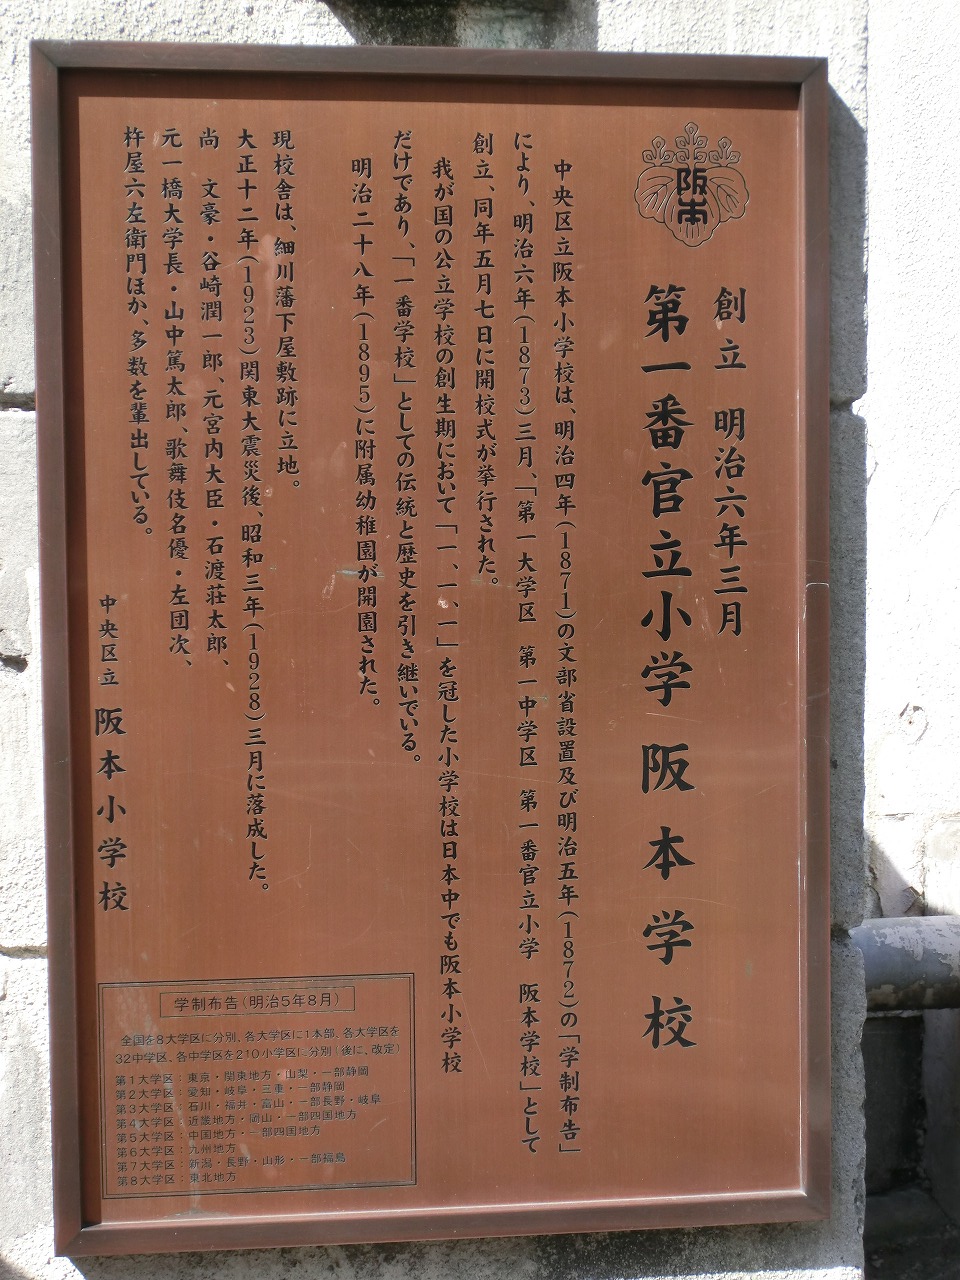 阪本
創立 明治六年三月
第一番官立小学 阪本学校
中央区立阪本小学校は、明治四年(1871)の文部省設置及び明治五年(1872)の「学制布告」
により、明治六年(1873)三月、「第一大学区 第一中学区 第一番官立小学 阪本学校」として
創立、同年五月七日に開校式が挙行された。
我が国の公立学校の創生期において「一、一、一」を冠した小学校は日本中でも阪本小学校
だけであり、「一番学校」としての伝統と歴史を引き継いでいる。
明治二十八年(1895)に附属幼稚園が開園された。
現校舎は、細川藩下屋敷跡に立地。
大正十二年(1923)関東大震災後、昭和三年(1928)三月に落成した。
尚 文豪・谷崎潤一郎、元宮内大臣・石渡荘太郎、
元一橋大学長・山中篤太郎、歌舞伎名優・左団次、
杵屋六左衛門ほか、多数を輩出している。
中央区立 阪本小学校
学制布告(明治5年8月)
全国を8大学区に分別、各大学区に1本部、各大学区を
32中学区、各中学区を210小学区に分別(後に、改定)
第1大学区：東京・関東地方・山梨・一部静岡
第2大学区：愛知・岐阜・三重・一部静岡
第3大学区：石川・福井・富山・一部長野・岐阜
第4大学区：近畿地方・岡山・一部四国地方
第5大学区：中国地方・一部四国地方
第6大学区：九州地方
第7大学区：新潟・長野・山形・一部福島
第8大学区：東北地方